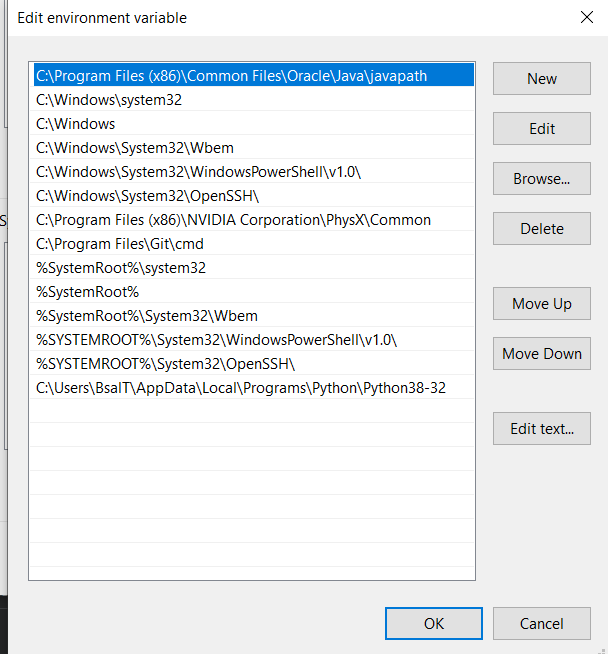 Edit environment variable
C:\Program Files (x86)\Common Files\Oracle\Java\javapath
C:\Windows\system32
C:\Windows
C:\Windows\System32\Wbem
C:\Windows\System32\WindowsPowerShell\v1.0\
C:\Windows\System32\OpenSSH\
C:\Program Files (x86)\NVIDIA Corporation\PhysX\Common
C:\Program Files\Git\cmd
%SystemRoot%\system32
%SystemRoot%
%SystemRoot%\System32\Wbem
%SYSTEMROOT%\System32\WindowsPowerShell\v1.0\
%SYSTEMROOT%\System32\OpenSSH\
C:\Users\BsalT\AppData\Local\Programs\Python\Python38-32
New
Edit
Browse...
Delete
Move Up
Move Down
Edit text...
OK
Cancel